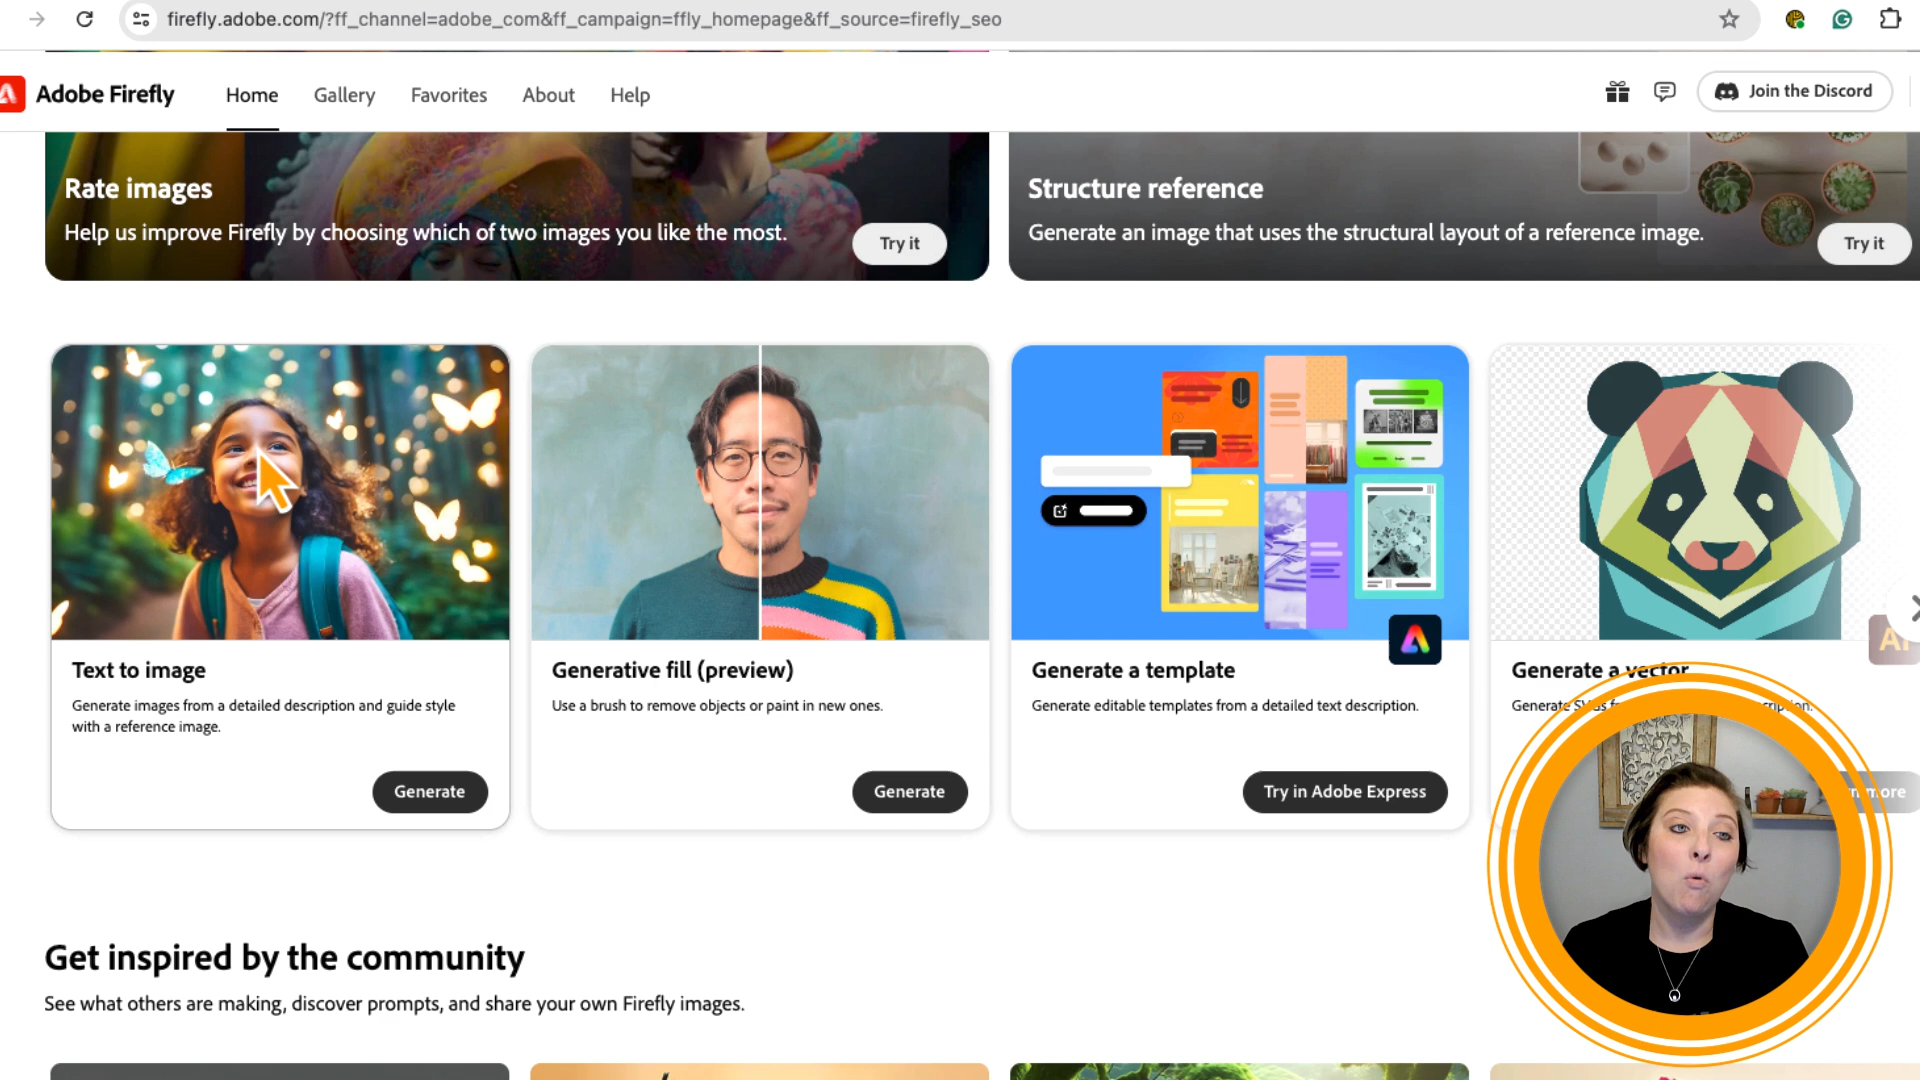 firefly.adobe.com/?ff_channel=adobe_com&ff_campaign=ffly_homepage&ff_source=firefly_seo
Adobe Firefly
Home
Gallery
Favorites
About
Help
Join the Discord
Rate images
Help us improve Firefly by choosing which of two images you like the most.
Try it
Structure reference
Generate an image that uses the structural layout of a reference image.
Try it
Text to image
Generate images from a detailed description and guide style
with a reference image.
Generate
Generative fill (preview)
Use a brush to remove objects or paint in new ones.
Generate
Generate a template
Generate editable templates from a detailed text description.
Try in Adobe Express
Ai
Generate a vector
Generate SVGs
more
Get inspired by the community
See what others are making, discover prompts, and share your own Firefly images.